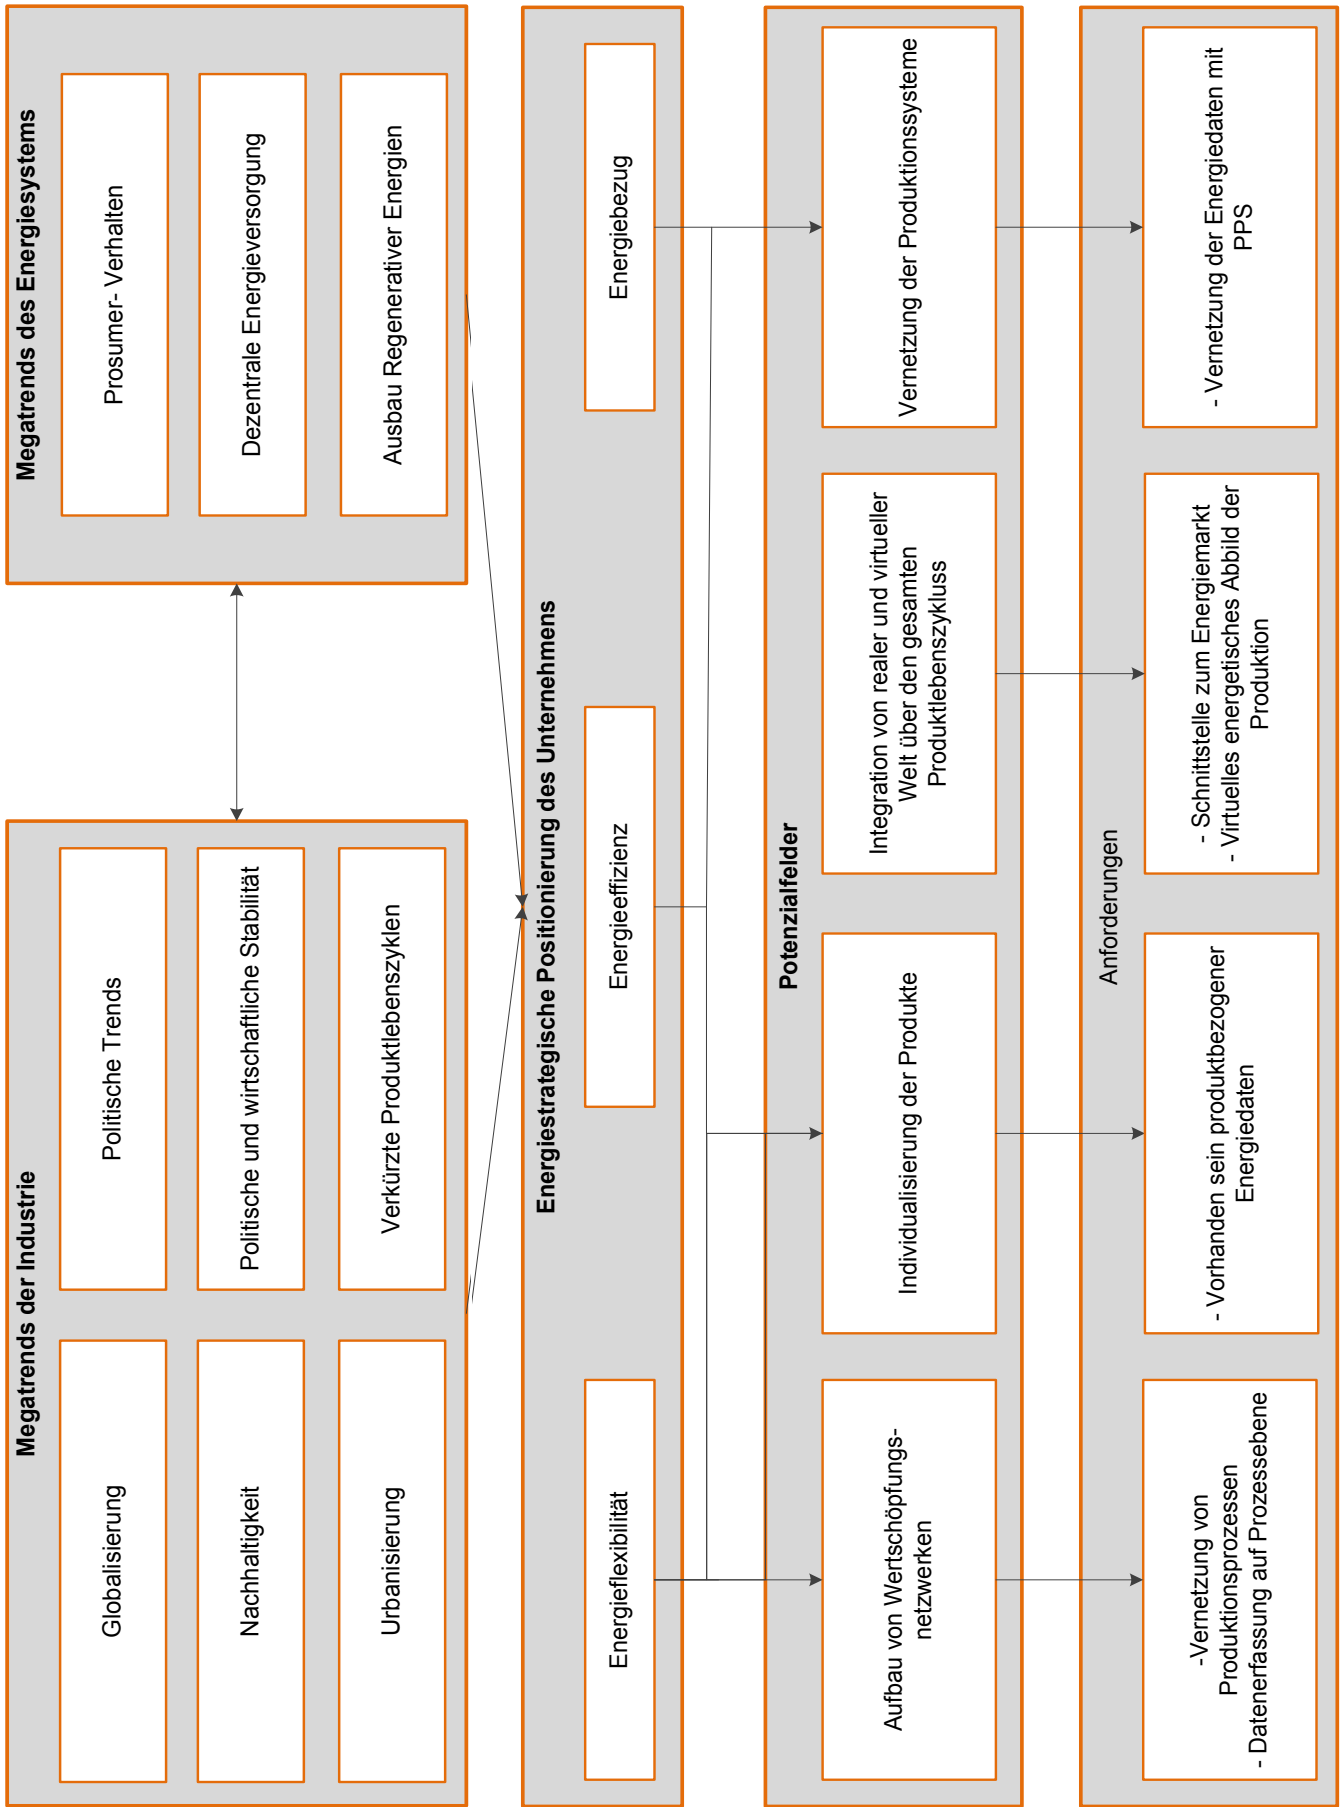 Megatrends der Industrie
Globalisierung
Politische Trends
Nachhaltigkeit
Politische und wirtschaftliche Stabilität
Urbanisierung
Verkürzte Produktlebenszyklen
Megatrends des Energiesystems
Prosumer- Verhalten
Dezentrale Energieversorgung
Ausbau Regenerativer Energien
Energiestrategische Positionierung des Unternehmens
Energieflexibilität
Energieeffizienz
Energiebezug
Potenzialfelder
Aufbau von Wertschöpfungs-
netzwerken
Individualisierung der Produkte
Integration von realer und virtueller
Welt über den gesamten
Produktlebenszykluss
Vernetzung der Produktionssysteme
Anforderungen
-Vernetzung von
Produktionsprozessen
- Datenerfassung auf Prozessebene
- Vorhanden sein produktbezogener
Energiedaten
- Schnittstelle zum Energiemarkt
- Virtuelles energetisches Abbild der
Produktion
- Vernetzung der Energiedaten mit
PPS